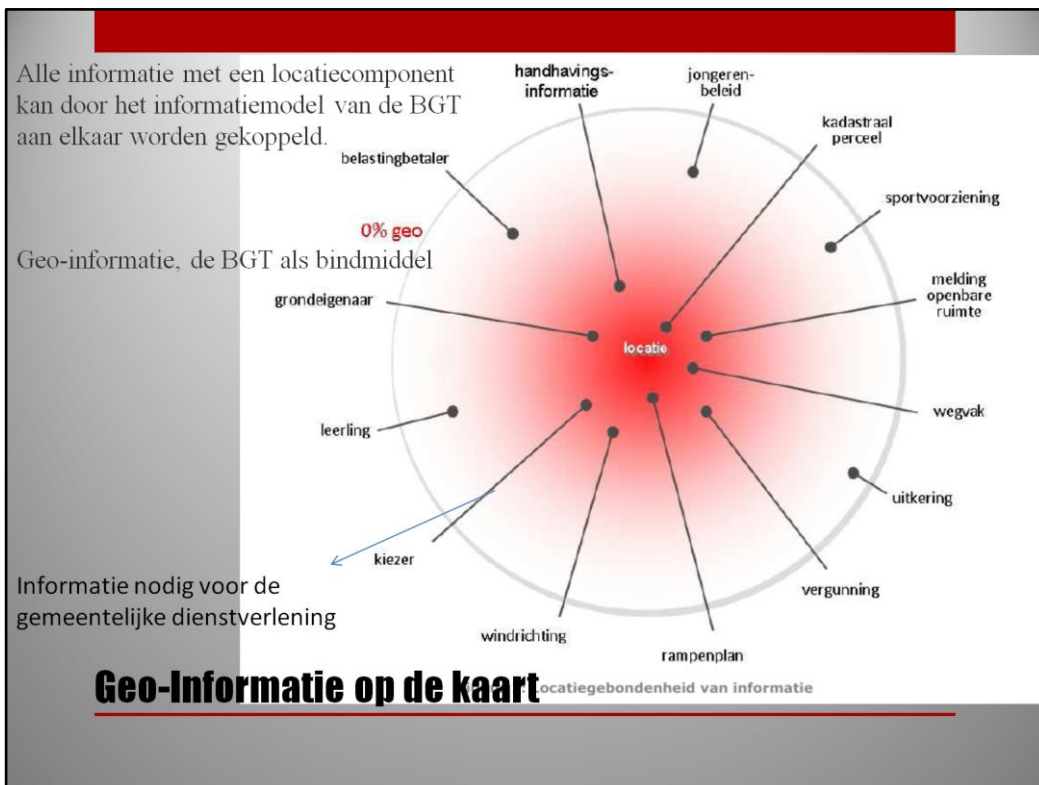 Alle informatie met een locatiecomponent
kan door het informatiemodel van de BGT
aan elkaar worden gekoppeld.
Geo-informatie, de BGT als bindmiddel
Informatie nodig voor de
gemeentelijke dienstverlening
handhavings-
informatie
jongeren-
beleid
kadastraal
perceel
belastingbetaler
sportvoorziening
0% geo
melding
openbare
ruimte
grondeigenaar
locatie
wegvak
leerling
uitkering
kiezer
vergunning
windrichting
rampenplan
Geo-Informatie op de kaart
Locatiegebondenheid van informatie